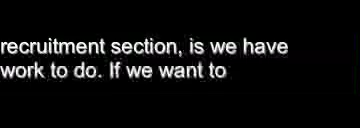 recruitment section, is we have
work to do. If we want to